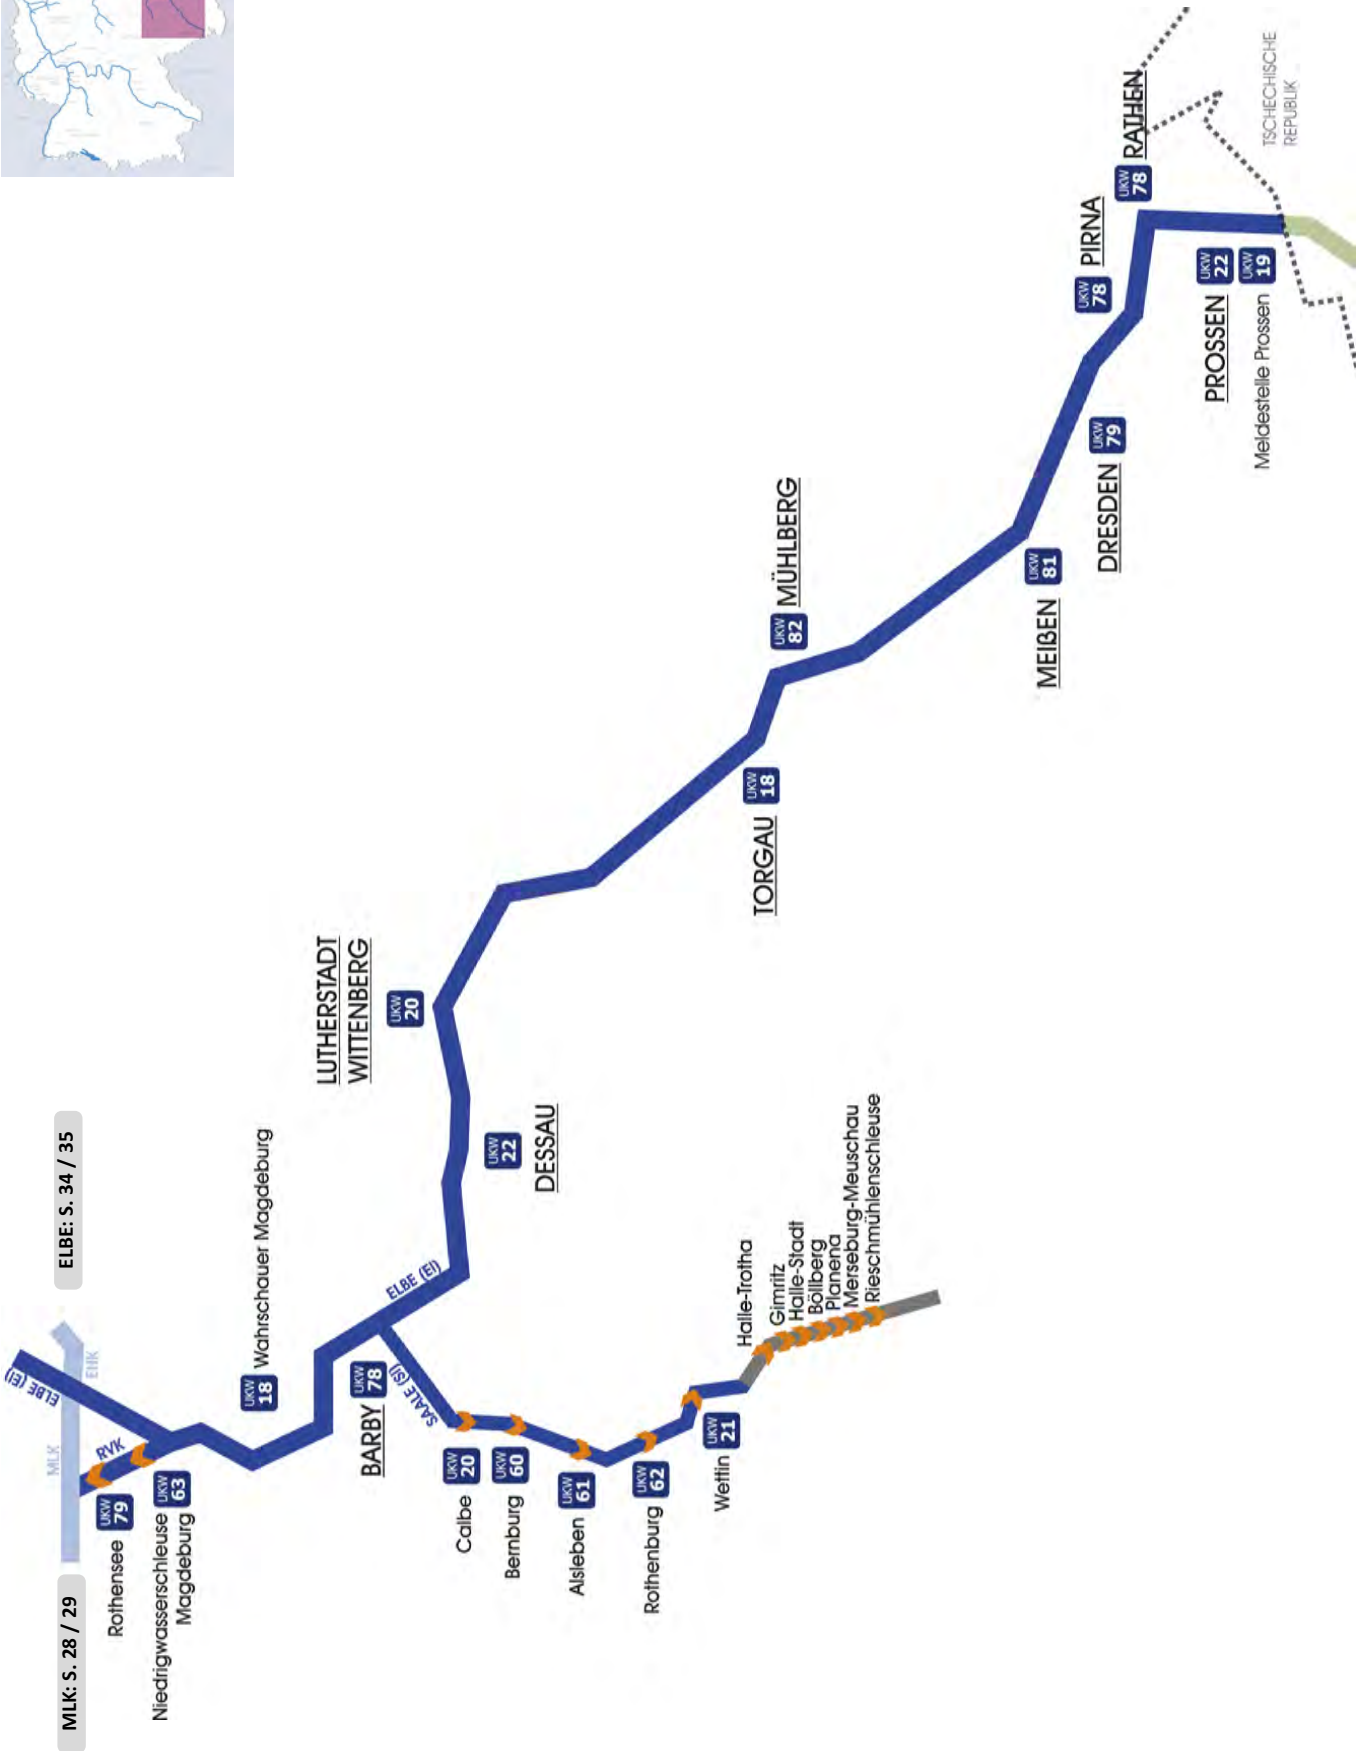 MLK: S. 28 / 29
ELBE: S. 34 / 35
MLK
EHK
ELBE (El)
RVK
Rothensee
UKW
79
Niedrigwasserschleuse
Magdeburg
UKW
63
UKW
18
Wahrschauer Magdeburg
BARBY
UKW
78
ELBE (El)
SAALE (Sl)
Calbe
UKW
20
Bernburg
UKW
60
Alsleben
UKW
61
Rothenburg
UKW
62
Wettin
UKW
21
Halle-Trotha
Gimritz
Halle-Stadt
Böllberg
Planena
Merseburg-Meuschau
Rieschmühlenschleuse
DESSAU
UKW
22
LUTHERSTADT
WITTENBERG
UKW
20
TORGAU
UKW
18
UKW
82
MÜHLBERG
MEIßEN
UKW
81
DRESDEN
UKW
79
UKW
78
PIRNA
UKW
78
RATHEN
PROSSEN
UKW
22
Meldestelle Prossen
UKW
19
TSCHECHISCHE
REPUBLIK